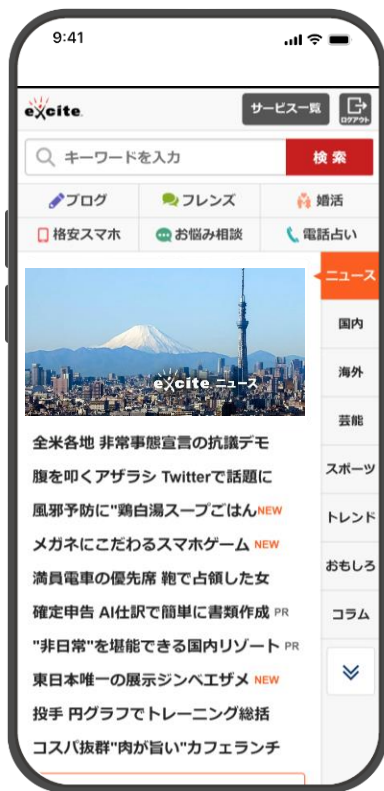 9:41
excite.
サービス一覧
ログアウト
キーワードを入力
検索
ブログ
フレンズ
婚活
格安スマホ
お悩み相談
電話占い
excite ニュース
全米各地 非常事態宣言の抗議デモ
腹を叩くアザラシ Twitterで話題に
風邪予防に"鶏白湯スープごはん NEW
メガネにこだわるスマホゲーム NEW
満員電車の優先席 鞄で占領した女
確定申告 AI仕訳で簡単に書類作成 PR
"非日常"を堪能できる国内リゾート PR
東日本唯一の展示ジンベエザメ NEW
投手 円グラフでトレーニング総括
コスパ抜群"肉が旨い"カフェランチ
ニュース
国内
海外
芸能
スポーツ
トレンド
おもしろ
コラム